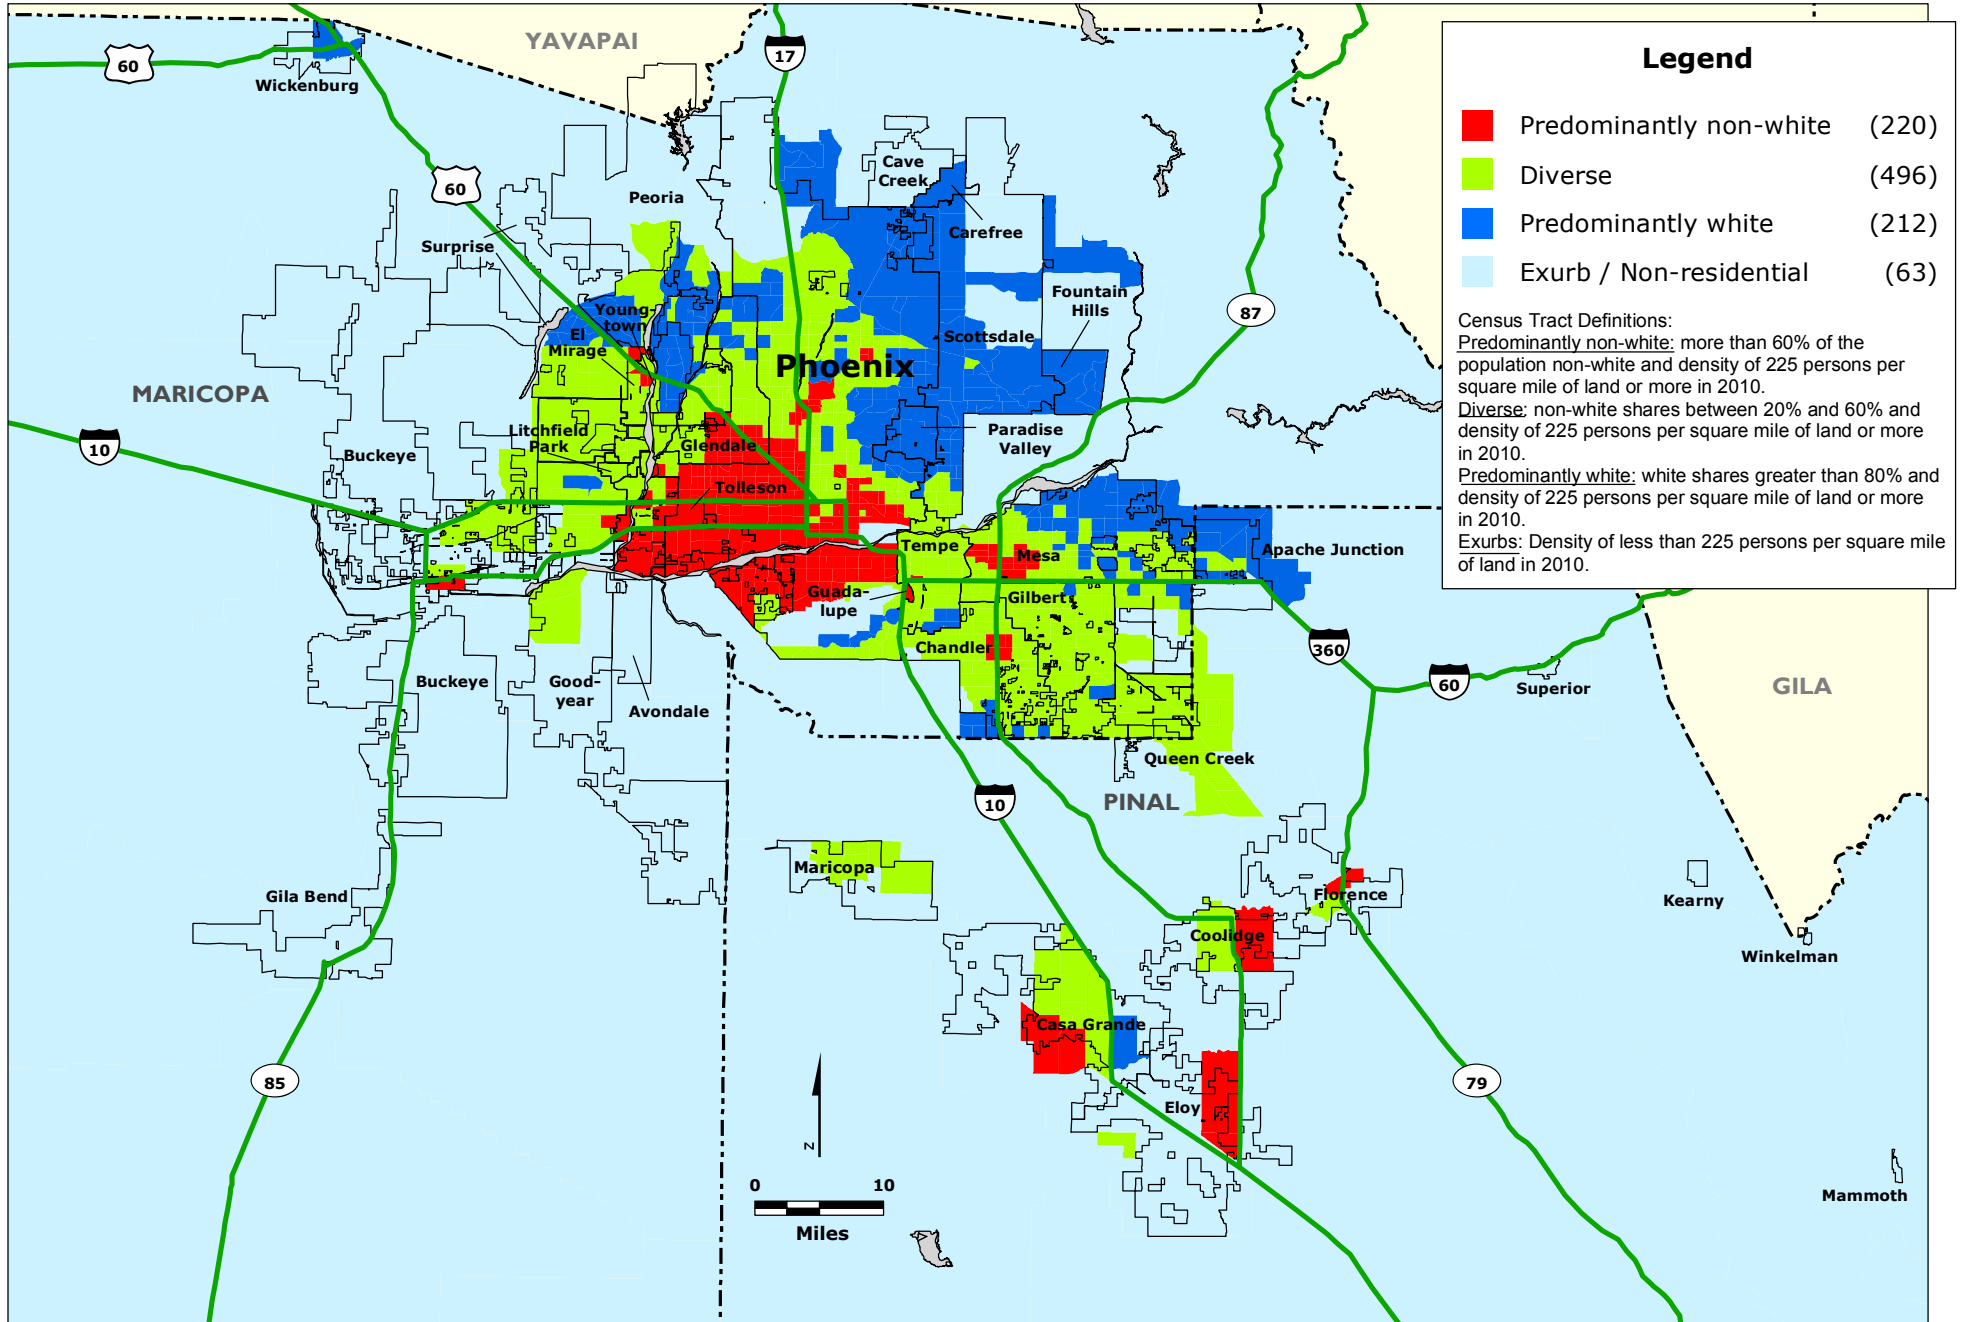 YAVAPAI
60
Wickenburg
17
60
Peoria
Surprise
Cave
Creek
Carefree
Fountain
Hills
87
Young-
town
El
Mirage
Scottsdale
Phoenix
MARICOPA
10
Buckeye
Litchfield
Park
Glendale
Paradise
Valley
Tolleson
Tempe
Mesa
Apache Junction
Guada-
lupe
Gilbert
Chandler
360
60
Superior
GILA
Buckeye
Good-
year
Avondale
Queen Creek
10
PINAL
Maricopa
Gila Bend
Florence
Kearny
Coolidge
Winkelman
Casa Grande
85
79
Eloy
Mammoth
N
0 10
Miles
Legend
Predominantly non-white (220)
Diverse (496)
Predominantly white (212)
Exurb / Non-residential (63)
Census Tract Definitions:
Predominantly non-white: more than 60% of the
population non-white and density of 225 persons per
square mile of land or more in 2010.
Diverse: non-white shares between 20% and 60% and
density of 225 persons per square mile of land or more
in 2010.
Predominantly white: white shares greater than 80% and
density of 225 persons per square mile of land or more
in 2010.
Exurbs: Density of less than 225 persons per square mile
of land in 2010.